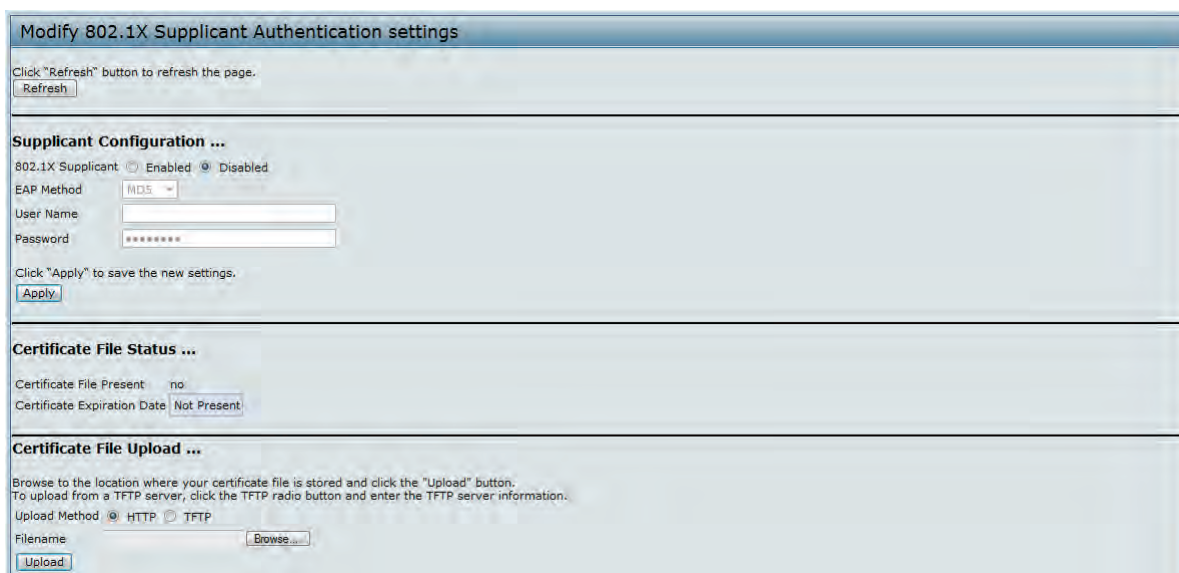 Modify 802.1X Supplicant Authentication settings
Click "Refresh" button to refresh the page.
Refresh
Supplicant Configuration ...
802.1X Supplicant Enabled Disabled
EAP Method MD5
User Name
Password ********
Click "Apply" to save the new settings.
Apply
Certificate File Status ...
Certificate File Present no
Certificate Expiration Date Not Present
Certificate File Upload ...
Browse to the location where your certificate file is stored and click the "Upload" button.
To upload from a TFTP server, click the TFTP radio button and enter the TFTP server information.
Upload Method HTTP TFTP
Filename Browse...
Upload